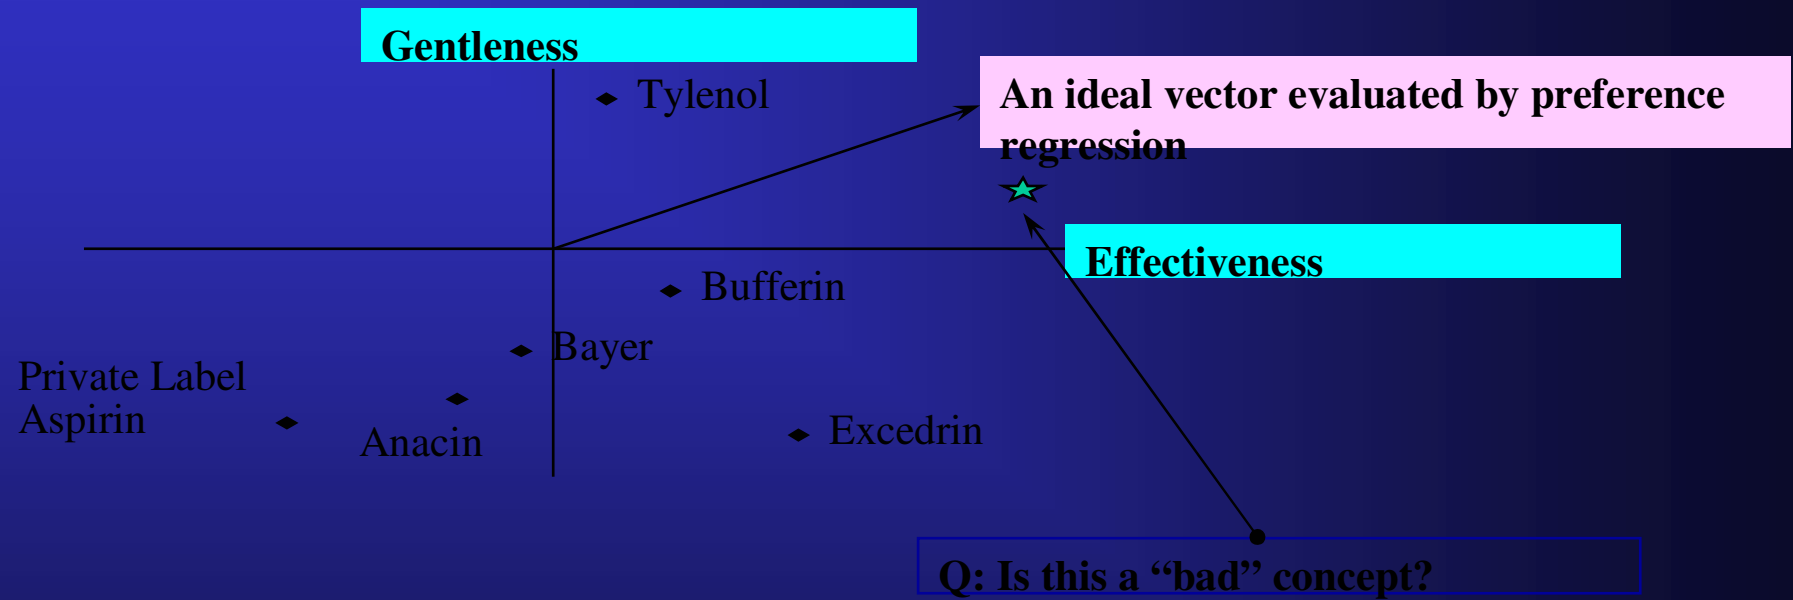 Gentleness
Tylenol
An ideal vector evaluated by preference
regression
Effectiveness
Bufferin
Bayer
Private Label
Aspirin
Anacin
Excedrin
Q: Is this a “bad” concept?